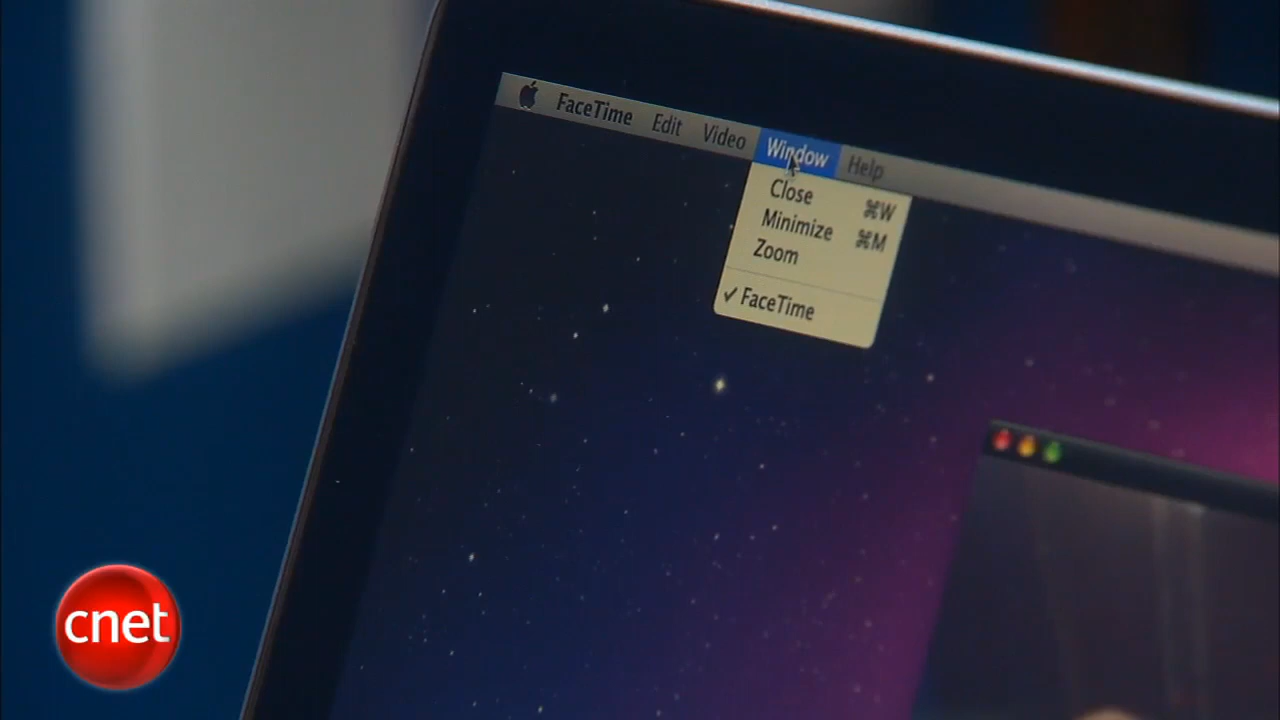 FaceTime Edit Video Window Help
Close ⌘W
Minimize ⌘M
Zoom
✓ FaceTime
cnet